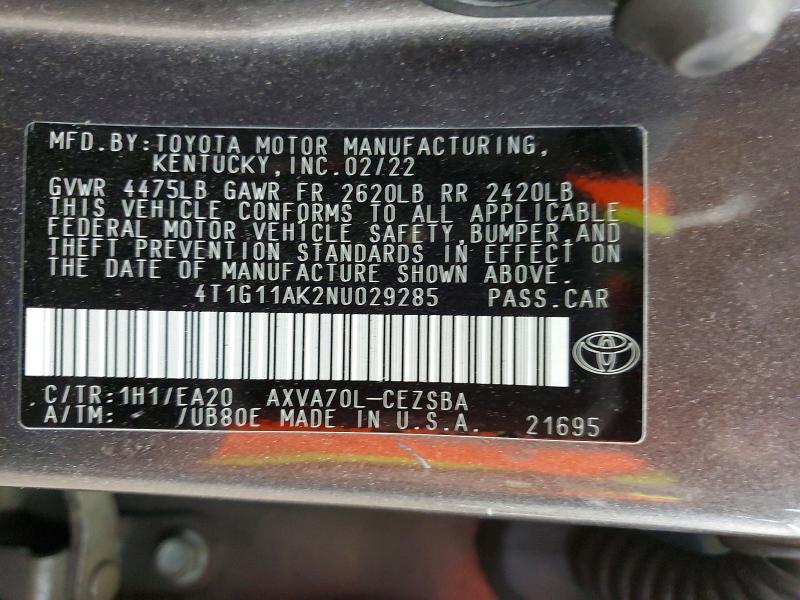 MFD.BY:TOYOTA MOTOR MANUFACTURING,
KENTUCKY,INC.02/22
GVWR 4475LB GAWR FR 2620LB RR 2420LB
THIS VEHICLE CONFORMS TO ALL APPLICABLE
FEDERAL MOTOR VEHICLE SAFETY,BUMPER,AND
THEFT PREVENTION STANDARDS IN EFFECT ON
THE DATE OF MANUFACTURE SHOWN ABOVE.
4T1G11AK2NU029285 PASS.CAR
C/TR:1H1/EA20 AXVA70L-CEZSBA
A/TM: /UB80E MADE IN U.S.A. 21695